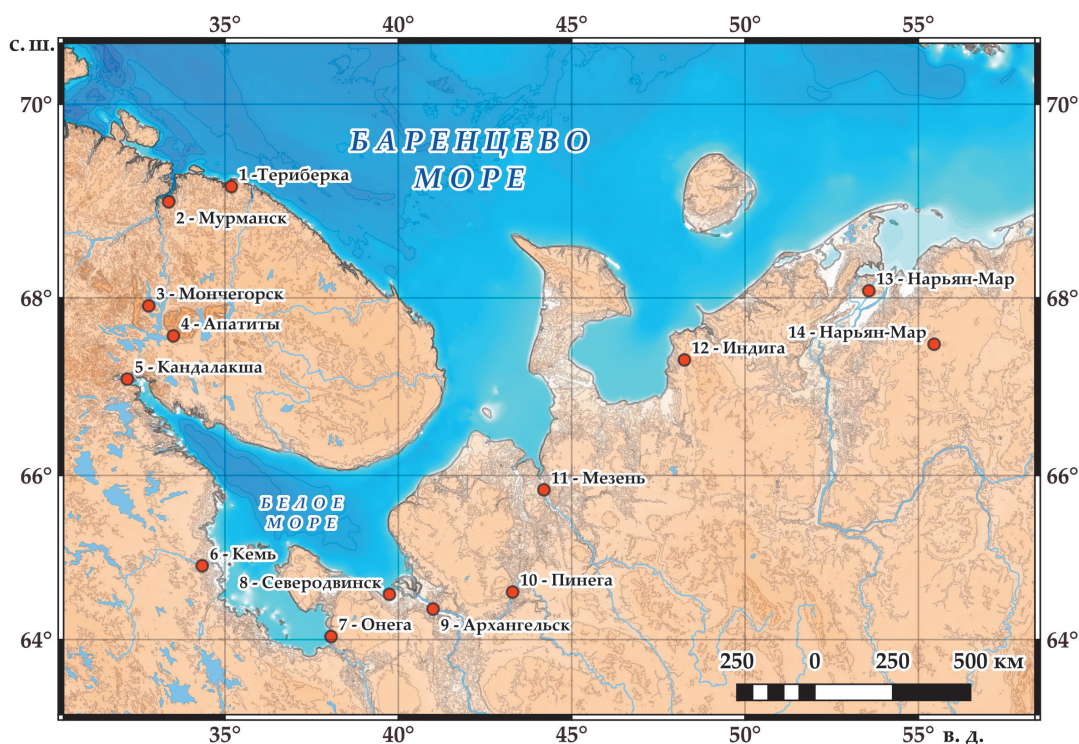 35° 40° 45° 50° 55°
с. ш.
70° 70°
БАРЕНЦЕВО
МОРЕ
1 -Териберка
2 - Мурманск
13 - Нарьян-Мар
68° 68°
3 - Мончегорск
4 - Апатиты
14 - Нарьян-Мар
12 - Индига
5 - Кандалакша
66° 66°
11 - Мезень
БЕЛОЕ
МОРЕ
6 - Кемь
8 - Северодвинск
10 - Пинега
7 - Онега
9 - Архангельск
64° 64°
250 0 250 500 км
35° 40° 45° 50° 55° в. д.